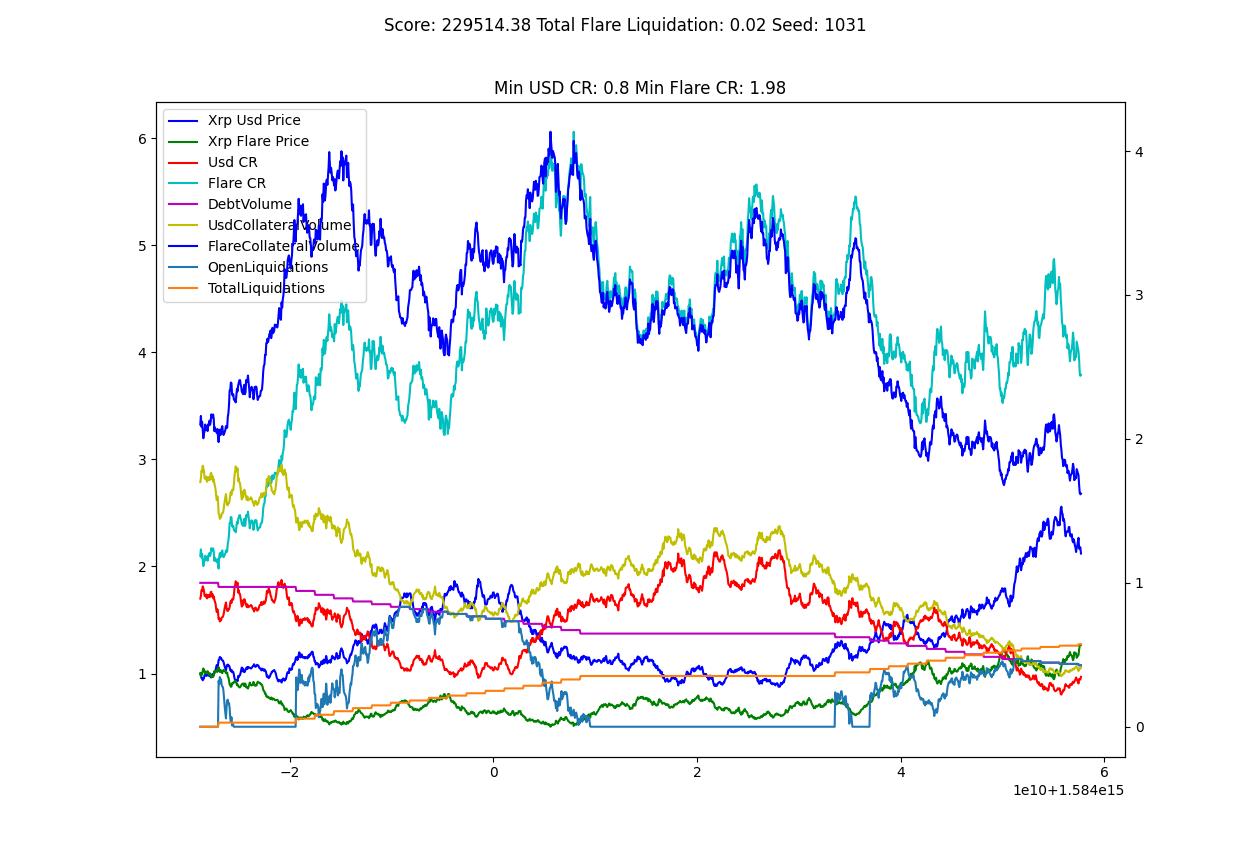 Score: 229514.38 Total Flare Liquidation: 0.02 Seed: 1031
Min USD CR: 0.8 Min Flare CR: 1.98
Xrp Usd Price
Xrp Flare Price
Usd CR
Flare CR
DebtVolume
UsdCollateralVolume
FlareCollateralVolume
OpenLiquidations
TotalLiquidations
6
5
4
3
2
1
4
3
2
1
0
−2
0
2
4
6
1e10+1.584e15